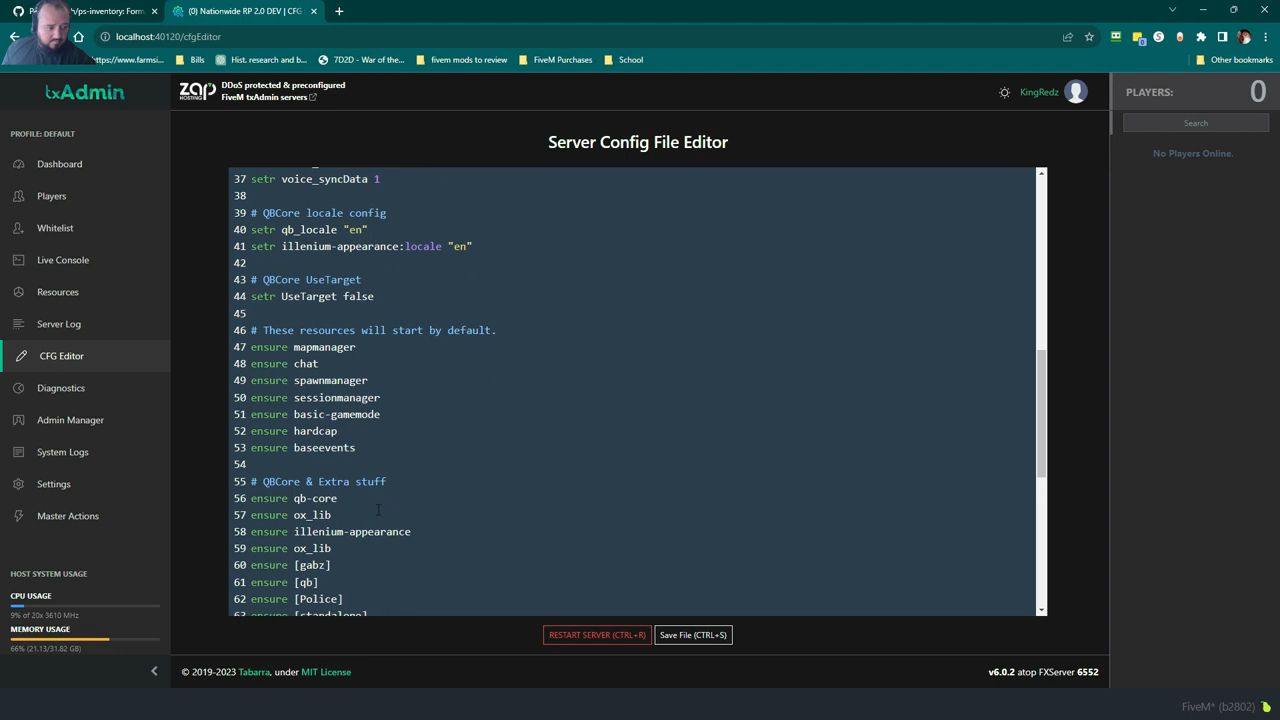 (0) Nationwide RP 2.0 DEV | CFG
localhost:40120/cfgEditor
Bills
Hist. research and b...
7D2D - War of the...
fivem mods to review
FiveM Purchases
School
Other bookmarks
txAdmin
ZAP
HOSTING
DDoS protected & preconfigured
FiveM txAdmin servers
KingRedz
PLAYERS:
0
Search
No Players Online.
PROFILE: DEFAULT
Dashboard
Players
Whitelist
Live Console
Resources
Server Log
CFG Editor
Diagnostics
Admin Manager
System Logs
Settings
Master Actions
HOST SYSTEM USAGE
CPU USAGE
9% of 20x 3610 MHz
MEMORY USAGE
66% (21.13/31.82 GB)
Server Config File Editor
37 setr voice_syncData 1
38
39 # QBCore locale config
40 setr qb_locale "en"
41 setr illenium-appearance:locale "en"
42
43 # QBCore UseTarget
44 setr UseTarget false
45
46 # These resources will start by default.
47 ensure mapmanager
48 ensure chat
49 ensure spawnmanager
50 ensure sessionmanager
51 ensure basic-gamemode
52 ensure hardcap
53 ensure baseevents
54
55 # QBCore & Extra stuff
56 ensure qb-core
57 ensure ox_lib
58 ensure illenium-appearance
59 ensure ox_lib
60 ensure [gabz]
61 ensure [qb]
62 ensure [Police]
63 ensure [standalone]
RESTART SERVER (CTRL+R)
Save File (CTRL+S)
© 2019-2023 Tabarra, under MIT License
v6.0.2 atop FXServer 6552
FiveM* (b2802)